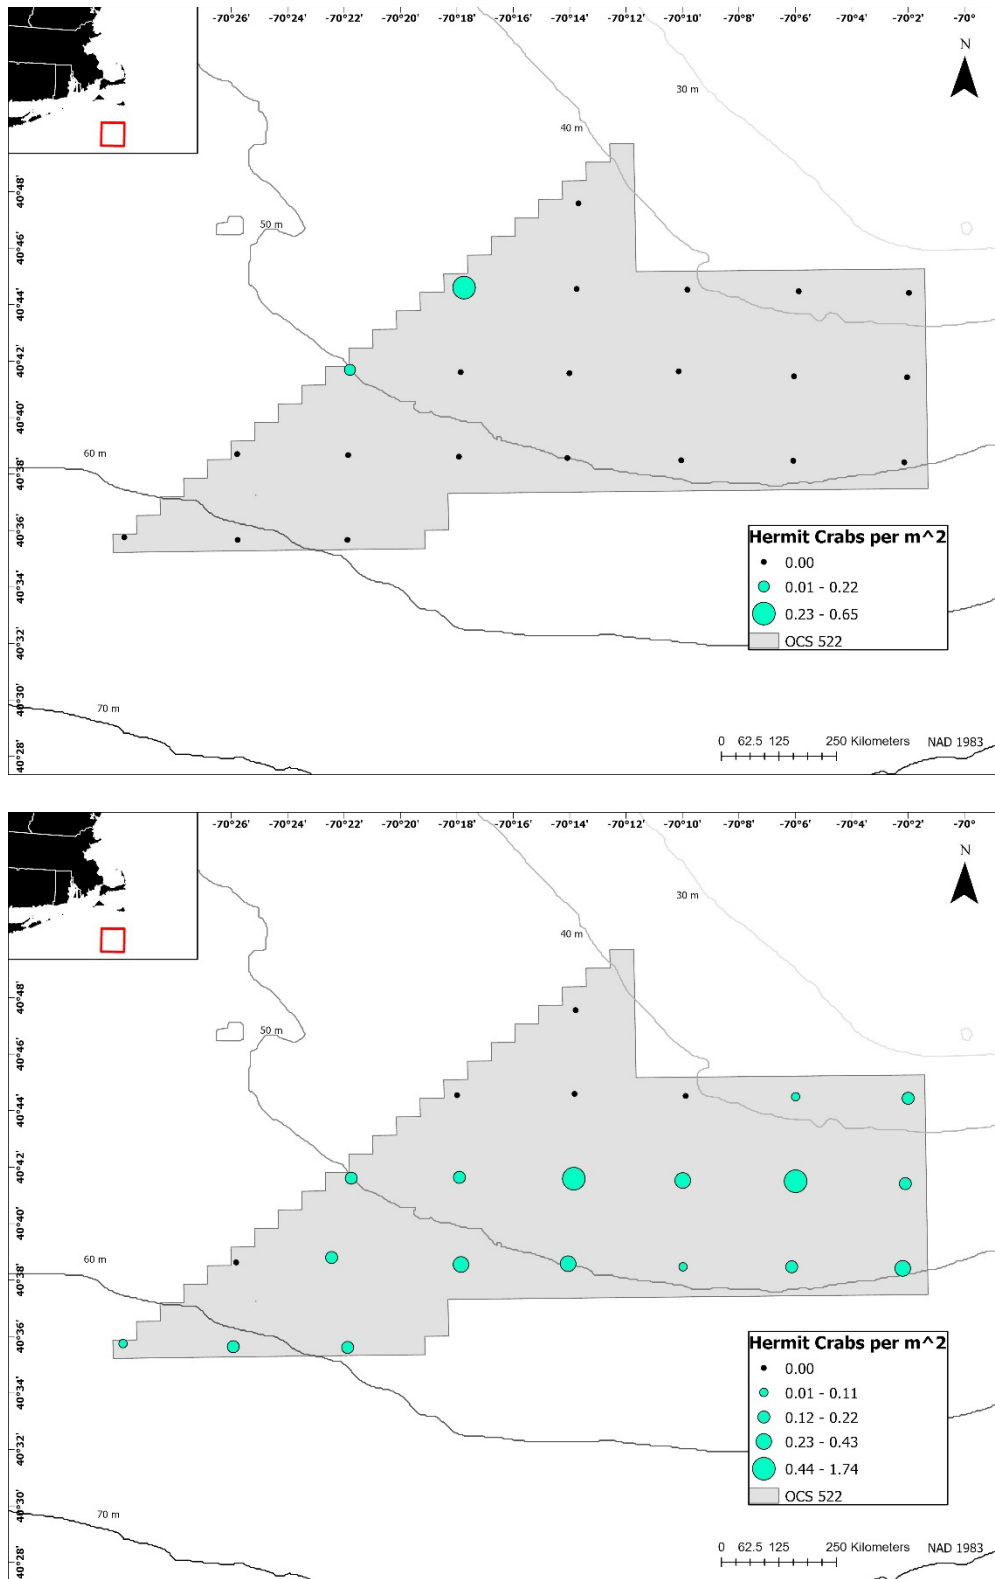 -70°26' -70°24' -70°22' -70°20' -70°18' -70°16' -70°14' -70°12' -70°10' -70°8' -70°6' -70°4' -70°2' -70°
N
30 m
40 m
40°48'
50 m
40°46'
40°44'
40°42'
40°40'
60 m
40°38'
40°36'
Hermit Crabs per m^2
0.00
0.01 - 0.22
0.23 - 0.65
OCS 522
40°34'
40°32'
40°30'
70 m
40°28'
0 62.5 125 250 Kilometers NAD 1983
-70°26' -70°24' -70°22' -70°20' -70°18' -70°16' -70°14' -70°12' -70°10' -70°8' -70°6' -70°4' -70°2' -70°
N
30 m
40 m
40°48'
50 m
40°46'
40°44'
40°42'
40°40'
60 m
40°38'
40°36'
Hermit Crabs per m^2
0.00
0.01 - 0.11
0.12 - 0.22
0.23 - 0.43
0.44 - 1.74
OCS 522
40°34'
40°32'
40°30'
70 m
40°28'
0 62.5 125 250 Kilometers NAD 1983